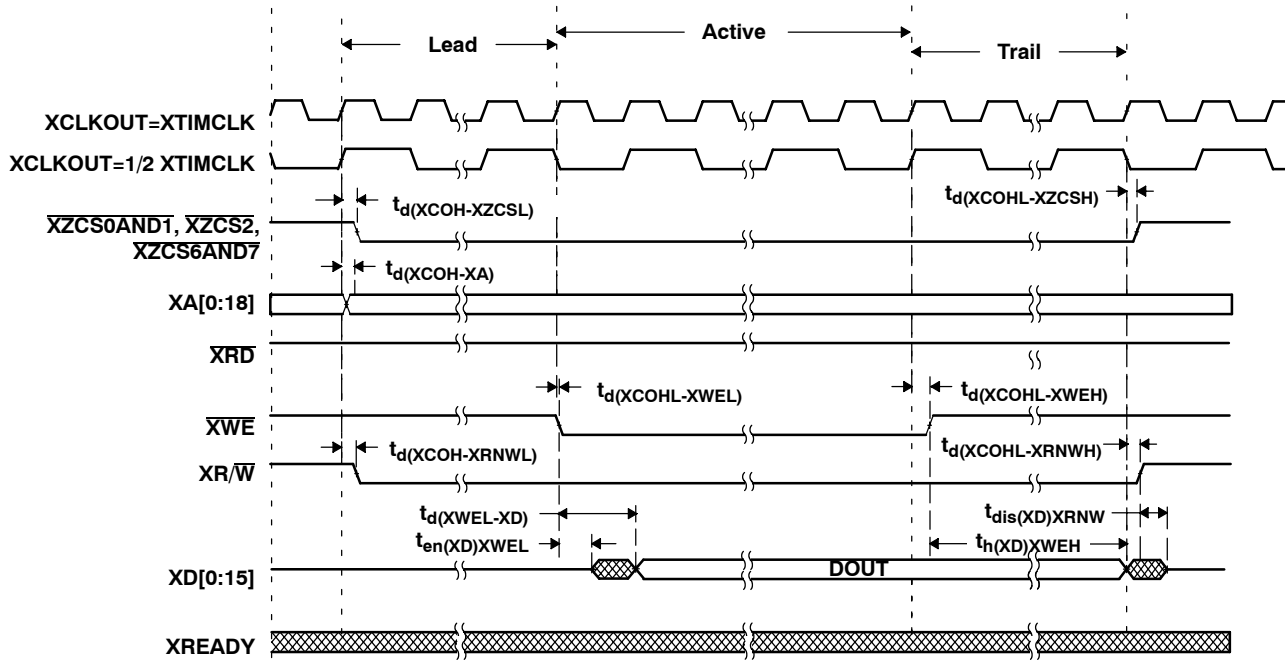 Lead
Active
Trail
XCLKOUT=XTIMCLK
XCLKOUT=1/2 XTIMCLK
XZCS0AND1, XZCS2,
XZCS6AND7
td(XCOH-XZCSL)
td(XCOHL-XZCSH)
td(XCOH-XA)
XA[0:18]
XRD
td(XCOHL-XWEL)
td(XCOHL-XWEH)
XWE
td(XCOH-XRNWL)
td(XCOHL-XRNWH)
XR/W
td(XWEL-XD)
tdis(XD)XRNW
ten(XD)XWEL
th(XD)XWEH
XD[0:15]
DOUT
XREADY